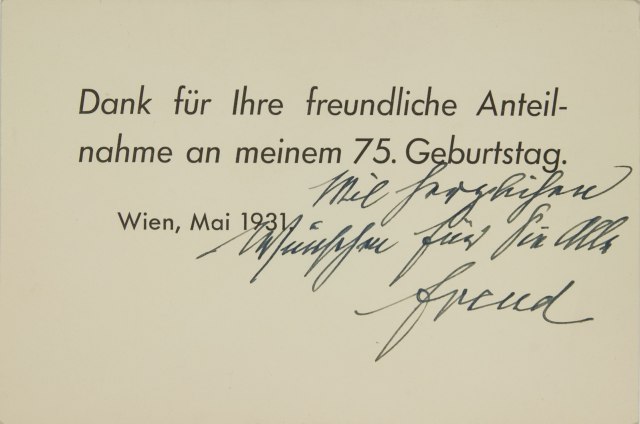 Dank für Ihre freundliche Anteil-
nahme an meinem 75. Geburtstag.
Wien, Mai 1931.
Mit herzlichen
Wünschen für Sie Alle
Freud